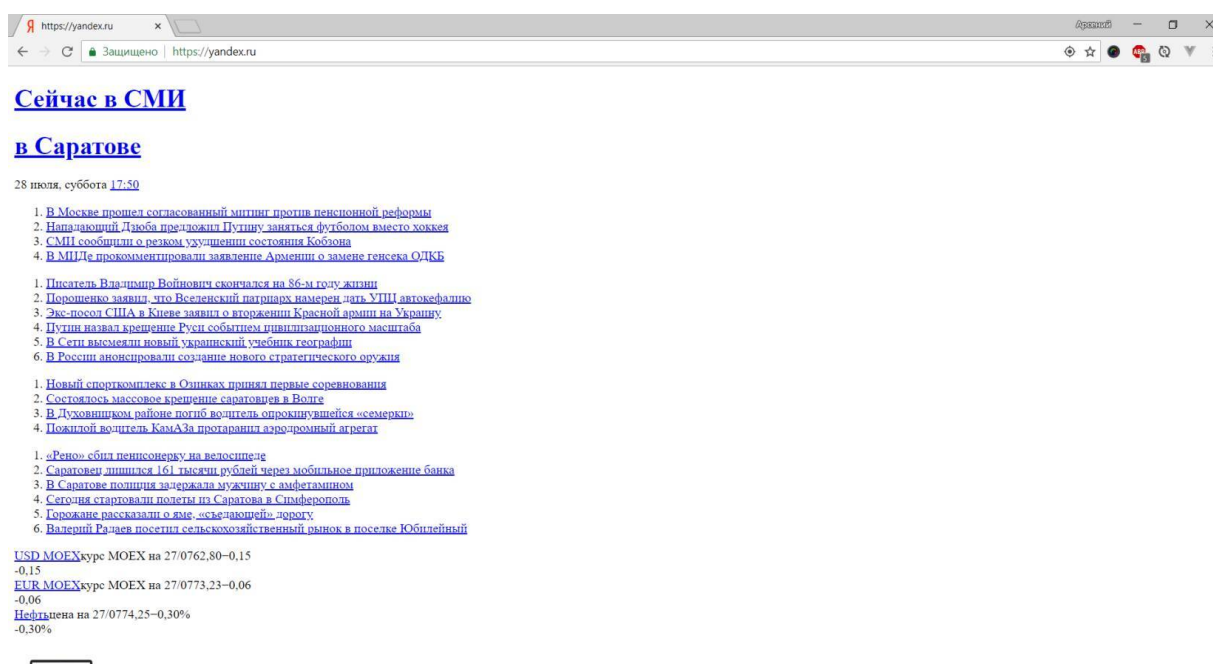 https://yandex.ru
Арсений
Защищено | https://yandex.ru
5
Сейчас в СМИ
в Саратове
28 июля, суббота 17:50
1. В Москве прошел согласованный митинг против пенсионной реформы
2. Нападающий Дзюба предложил Путину заняться футболом вместо хоккея
3. СМИ сообщили о резком ухудшении состояния Кобзона
4. В МИДе прокомментировали заявление Армении о замене генсека ОДКБ
1. Писатель Владимир Войнович скончался на 86-м году жизни
2. Порошенко заявил, что Вселенский патриарх намерен дать УПЦ автокефалию
3. Экс-посол США в Киеве заявил о вторжении Красной армии на Украину
4. Путин назвал крещение Руси событием цивилизационного масштаба
5. В Сети высмеяли новый украинский учебник географии
6. В России анонсировали создание нового стратегического оружия
1. Новый спорткомплекс в Озинках принял первые соревнования
2. Состоялось массовое крещение саратовцев в Волге
3. В Духовницком районе погиб водитель опрокинувшейся «семерки»
4. Пожилой водитель КамАЗа протаранил аэродромный агрегат
1. «Рено» сбил пенисонерку на велосипеде
2. Саратовец лишился 161 тысячи рублей через мобильное приложение банка
3. В Саратове полиция задержала мужчину с амфетамином
4. Сегодня стартовали полеты из Саратова в Симферополь
5. Горожане рассказали о яме, «съедающей» дорогу
6. Валерий Радаев посетил сельскохозяйственный рынок в поселке Юбилейный
USD MOEXкурс MOEX на 27/0762,80−0,15
-0,15
EUR MOEXкурс MOEX на 27/0773,23−0,06
-0,06
Нефтьцена на 27/0774,25−0,30%
-0,30%